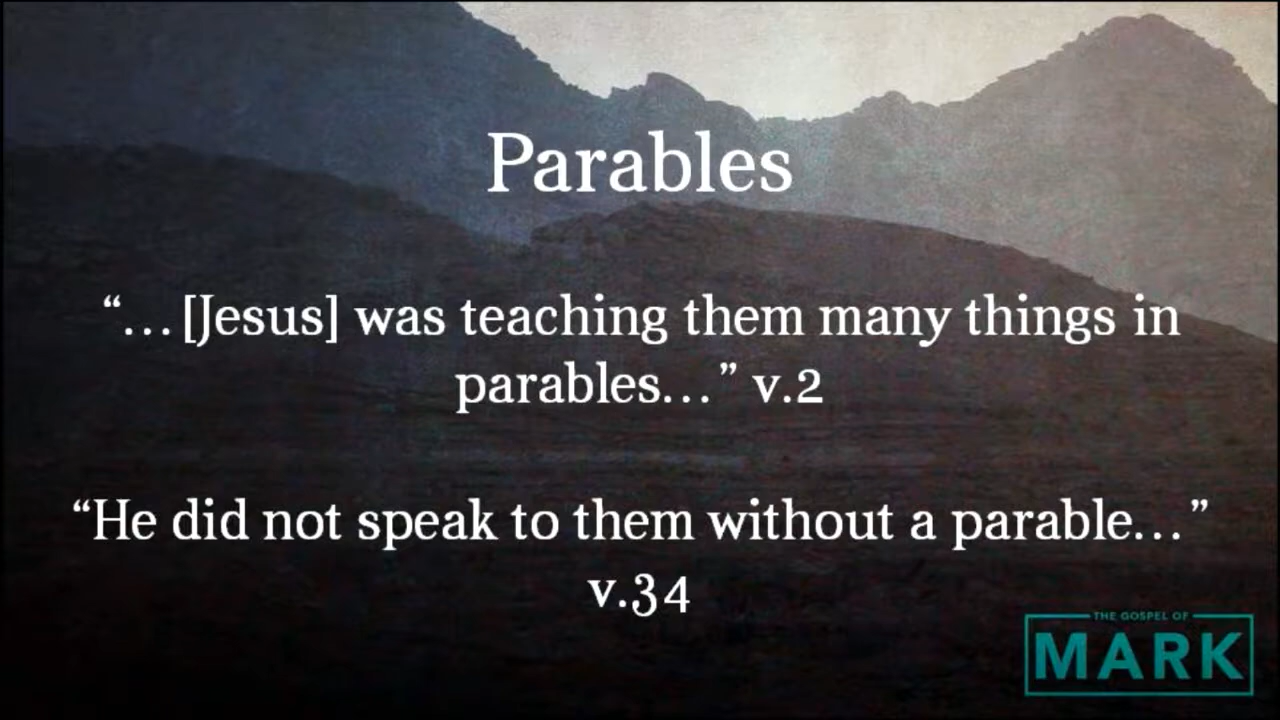 Parables
“…[Jesus] was teaching them many things in
parables…” v.2
“He did not speak to them without a parable…”
v.34
THE GOSPEL OF
MARK